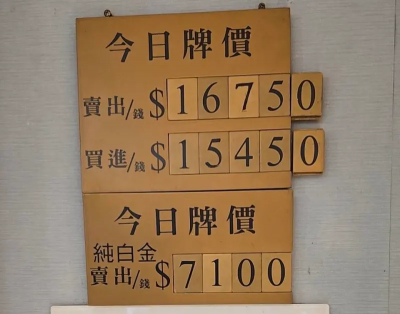 今日牌價
賣出/錢 $16750
買進/錢 $15450
今日牌價
純白金
賣出/錢 $7100